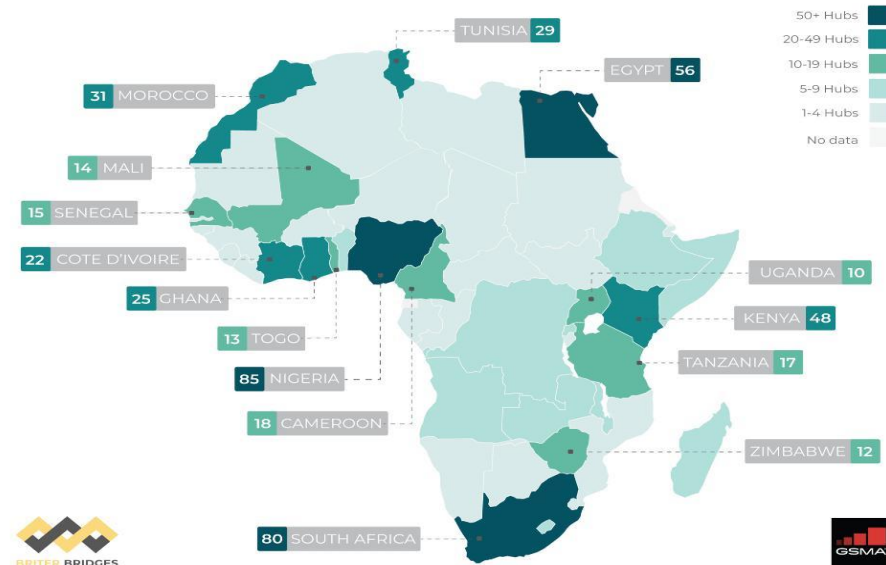 50+ Hubs
20-49 Hubs
10-19 Hubs
5-9 Hubs
1-4 Hubs
No data
TUNISIA 29
EGYPT 56
31 MOROCCO
14 MALI
15 SENEGAL
22 COTE D'IVOIRE
25 GHANA
13 TOGO
85 NIGERIA
18 CAMEROON
80 SOUTH AFRICA
UGANDA 10
KENYA 48
TANZANIA 17
ZIMBABWE 12
BRITER BRIDGES
GSMA